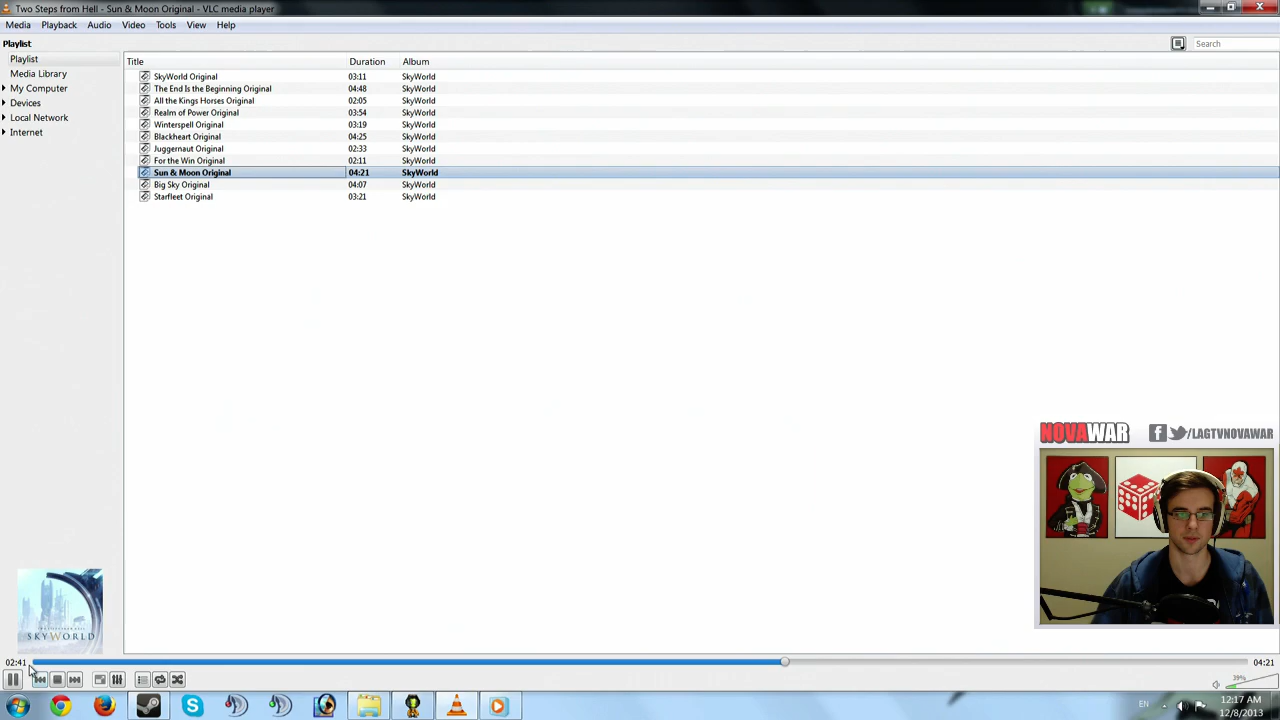 Two Steps from Hell - Sun & Moon Original - VLC media player
Media Playback Audio Video Tools View Help
Playlist
Search
Playlist
Media Library
My Computer
Devices
Local Network
Internet
Title Duration Album
SkyWorld Original 03:11 SkyWorld
The End Is the Beginning Original 04:48 SkyWorld
All the Kings Horses Original 02:05 SkyWorld
Realm of Power Original 03:54 SkyWorld
Winterspell Original 03:19 SkyWorld
Blackheart Original 04:25 SkyWorld
Juggernaut Original 02:33 SkyWorld
For the Win Original 02:11 SkyWorld
Sun & Moon Original 04:21 SkyWorld
Big Sky Original 04:07 SkyWorld
Starfleet Original 03:21 SkyWorld
NOVAWAR
/LAGTVNOVAWAR
SKYWORLD
02:41
04:21
39%
EN
12:17 AM
12/8/2013